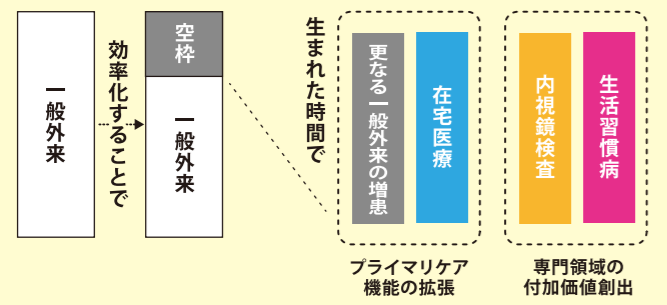 一般外来
効率化することで
空枠
一般外来
生まれた時間で
更なる一般外来の増患
在宅医療
プライマリケア
機能の拡張
内視鏡検査
生活習慣病
専門領域の
付加価値創出